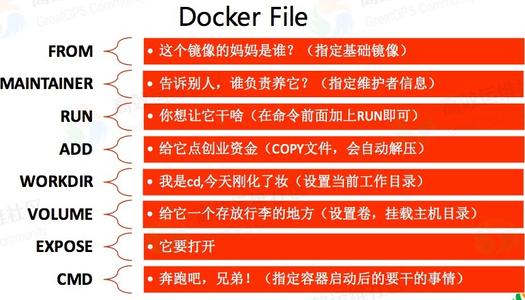 Docker File
FROM
• 这个镜像的妈妈是谁？（指定基础镜像）
MAINTAINER
• 告诉别人，谁负责养它？（指定维护者信息）
RUN
• 你想让它干啥（在命令前面加上RUN即可）
ADD
• 给它点创业资金（COPY文件，会自动解压）
WORKDIR
• 我是cd,今天刚化了妆（设置当前工作目录）
VOLUME
• 给它一个存放行李的地方（设置卷，挂载主机目录）
EXPOSE
• 它要打开
CMD
• 奔跑吧，兄弟！（指定容器启动后的要干的事情）